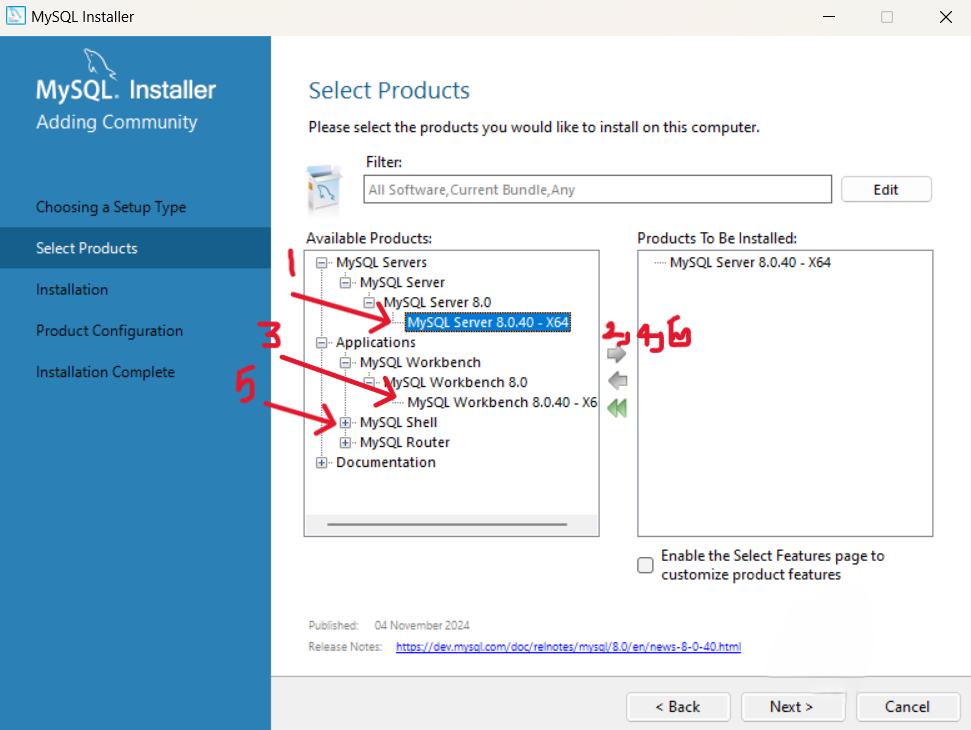 MySQL Installer
MySQL. Installer
Adding Community
Choosing a Setup Type
Select Products
Installation
Product Configuration
Installation Complete
Select Products
Please select the products you would like to install on this computer.
Filter:
All Software,Current Bundle,Any
Edit
Available Products:
MySQL Servers
MySQL Server
MySQL Server 8.0
MySQL Server 8.0.40 - X64
Applications
MySQL Workbench
MySQL Workbench 8.0
MySQL Workbench 8.0.40 - X6
MySQL Shell
MySQL Router
Documentation
1
3
5
2, 4, 6
Products To Be Installed:
MySQL Server 8.0.40 - X64
Enable the Select Features page to
customize product features
Published: 04 November 2024
Release Notes: https://dev.mysql.com/doc/relnotes/mysql/8.0/en/news-8-0-40.html
< Back
Next >
Cancel